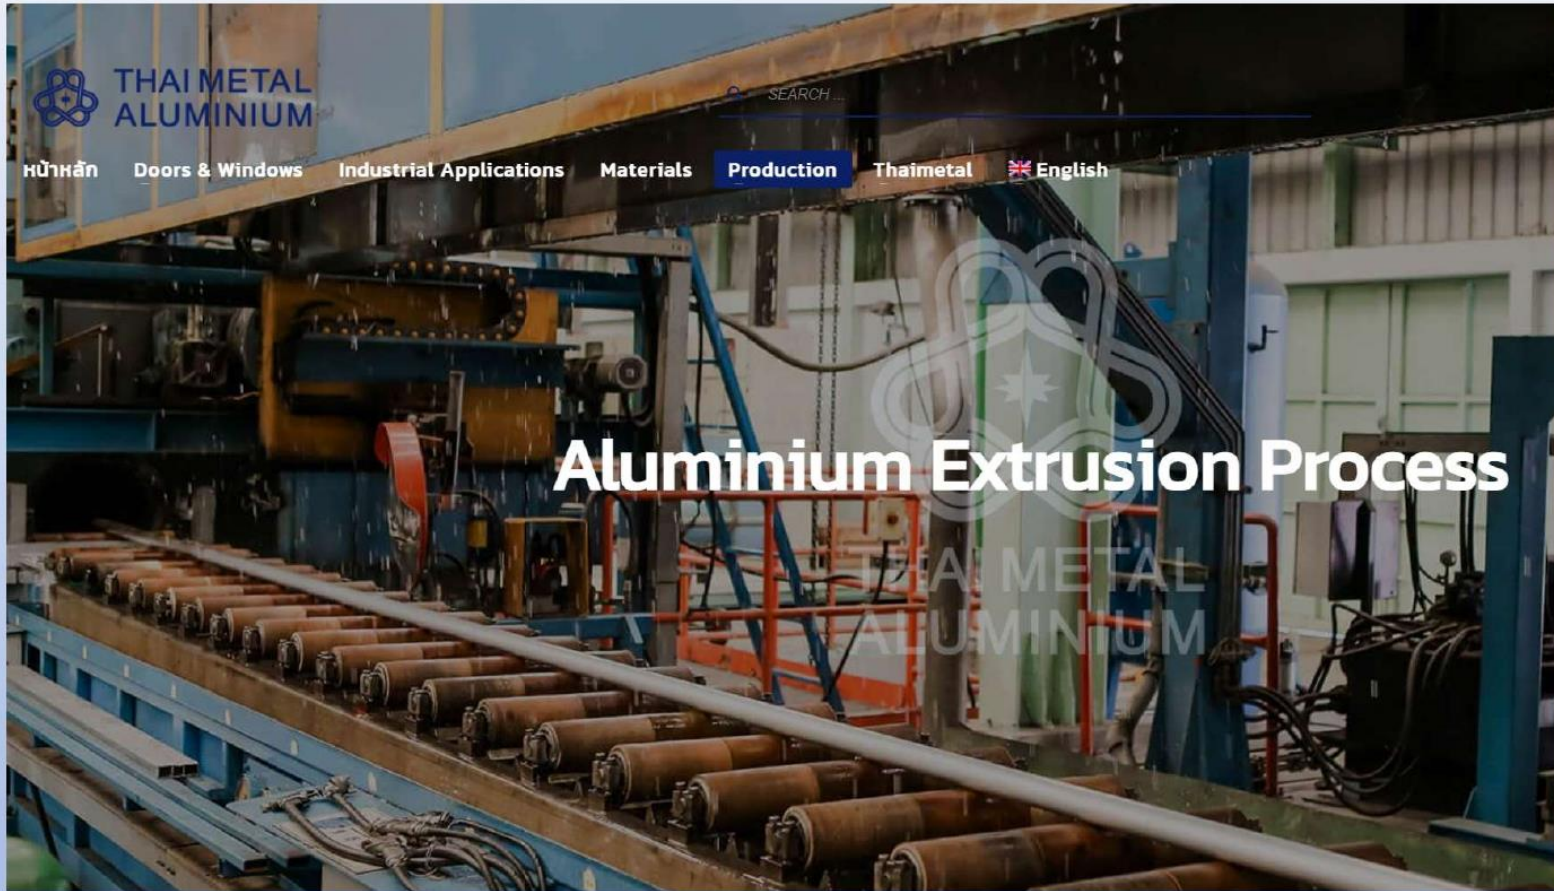 THAI METAL
ALUMINIUM
SEARCH ...
หน้าหลัก Doors & Windows Industrial Applications Materials Production Thaimetal English
Aluminium Extrusion Process
THAI METAL
ALUMINIUM